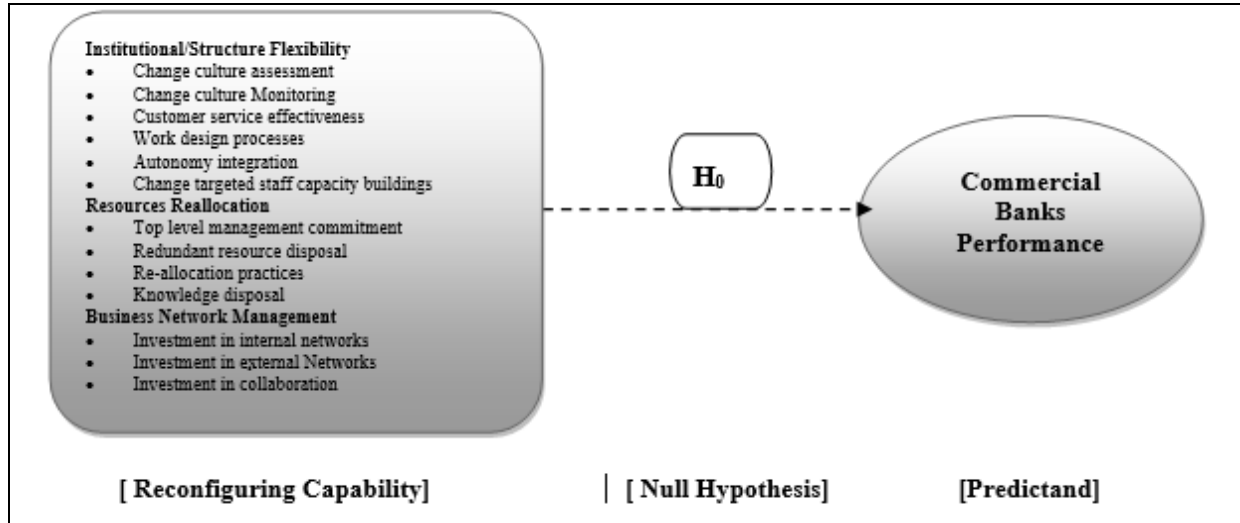 Institutional/Structure Flexibility
• Change culture assessment
• Change culture Monitoring
• Customer service effectiveness
• Work design processes
• Autonomy integration
• Change targeted staff capacity buildings
Resources Reallocation
• Top level management commitment
• Redundant resource disposal
• Re-allocation practices
• Knowledge disposal
Business Network Management
• Investment in internal networks
• Investment in external Networks
• Investment in collaboration
H₀
Commercial
Banks
Performance
[ Reconfiguring Capability] | [ Null Hypothesis] [Predictand]